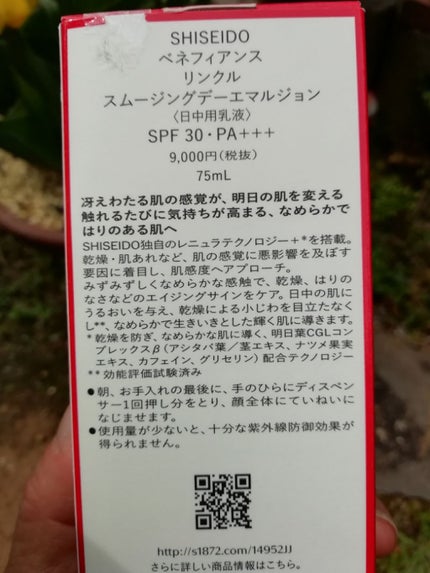 SHISEIDO
ベネフィアンス
リンクル
スムージングデーエマルジョン
〈日中用乳液〉
SPF 30・PA+++
9,000円(税抜)
75mL
冴えわたる肌の感覚が、明日の肌を変える
触れるたびに気持ちが高まる、なめらかで
はりのある肌へ
SHISEIDO独自のレニュラテクノロジー+*を搭載。
乾燥・肌あれなど、肌の感覚に悪影響を及ぼす
要因に着目し、肌感度へアプローチ。
みずみずしくなめらかな感触で、乾燥、はりの
なさなどのエイジングサインをケア。日中の肌に
うるおいを与え、乾燥による小じわを目立たなく
し**、なめらかで生きいきとした輝く肌に導きます。
*乾燥を防ぎ、なめらかな肌に導く、明日葉CGLコン
プレックスβ(アシタバ葉/茎エキス、ナツメ果実
エキス、カフェイン、グリセリン)配合テクノロジー
**効能評価試験済み
●朝、お手入れの最後に、手のひらにディスペン
サー1回押し分をとり、顔全体にていねいに
なじませます。
●使用量が少ないと、十分な紫外線防御効果が
得られません。
http://s1872.com/14952JJ
さらに詳しい商品情報はこちら。